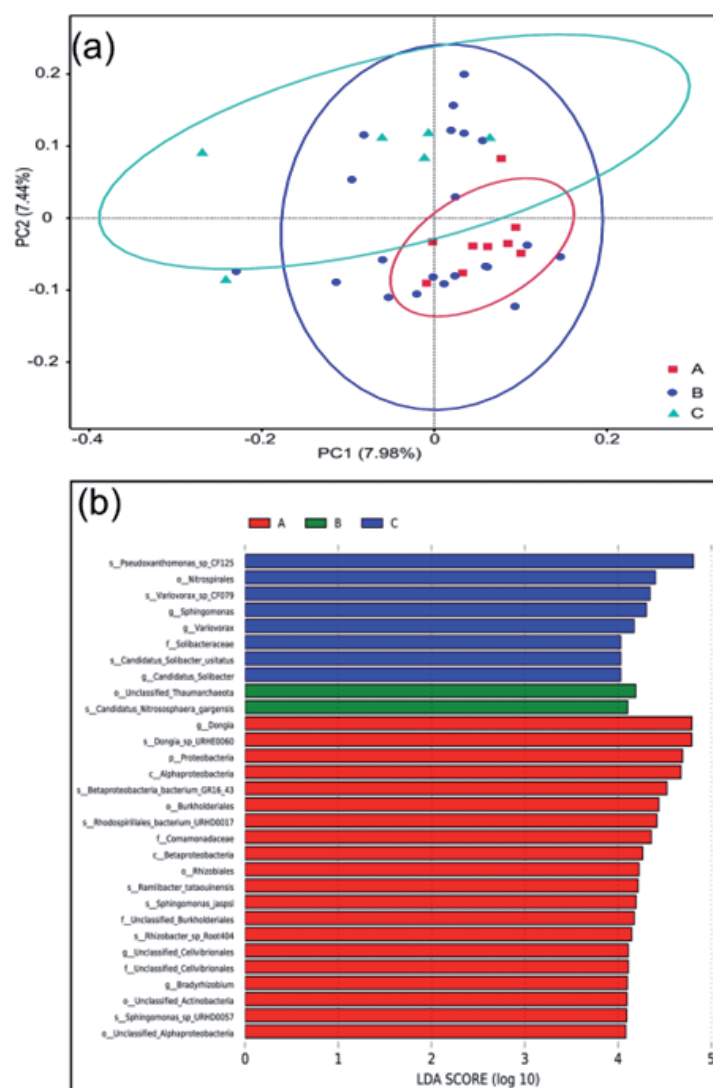 (a)
0.2
0.1
0
-0.1
-0.2
PC2 (7.44%)
A
B
C
-0.4
-0.2
0
0.2
PC1 (7.98%)
(b)
A B C
s__Pseudoxanthomonas_sp_CF125
o__Nitrospirales
s__Variovorax_sp_CF079
g__Sphingomonas
g__Variovorax
f__Solibacteraceae
s__Candidatus_Solibacter_usitatus
g__Candidatus_Solibacter
o__Unclassified_Thaumarchaeota
s__Candidatus_Nitrososphaera_gargensis
g__Dongia
s__Dongia_sp_URHE0060
p__Proteobacteria
c__Alphaproteobacteria
s__Betaproteobacteria_bacterium_GR16_43
o__Burkholderiales
s__Rhodospirillales_bacterium_URHD0017
f__Comamonadaceae
c__Betaproteobacteria
o__Rhizobiales
s__Ramlibacter_tataouinensis
s__Sphingomonas_jaspsi
f__Unclassified_Burkholderiales
s__Rhizobacter_sp_Root404
g__Unclassified_Cellvibrionales
f__Unclassified_Cellvibrionales
g__Bradyrhizobium
o__Unclassified_Actinobacteria
s__Sphingomonas_sp_URHD0057
o__Unclassified_Alphaproteobacteria
0 1 2 3 4 5
LDA SCORE (log 10)